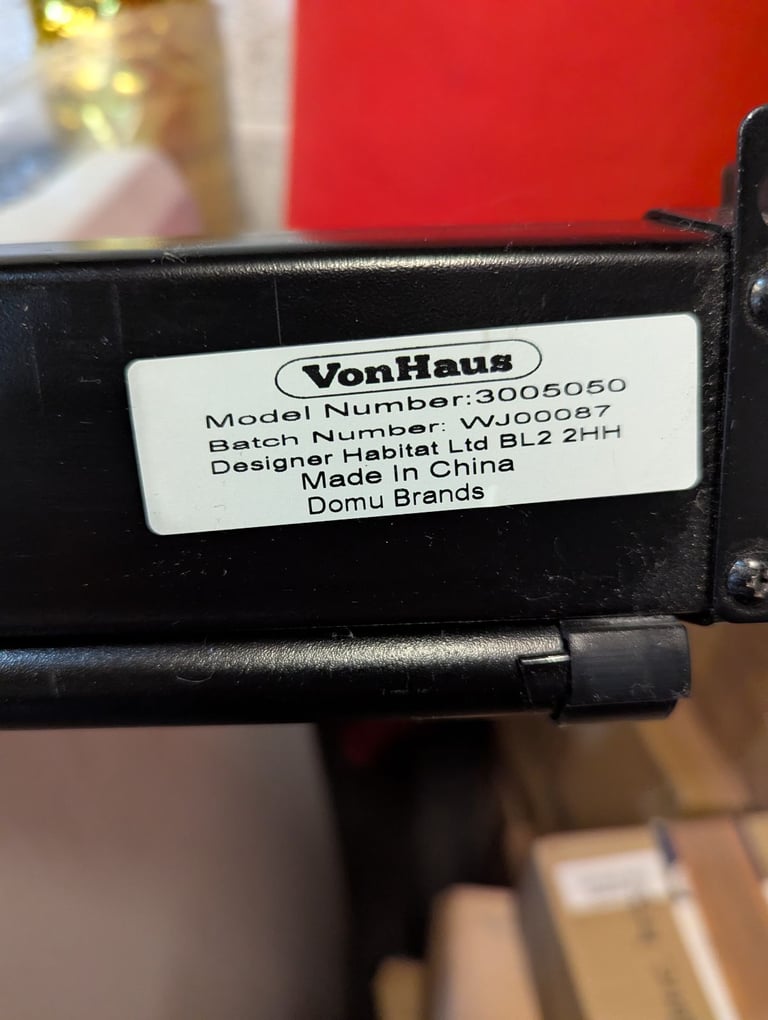 VonHaus
Model Number:3005050
Batch Number: WJ00087
Designer Habitat Ltd BL2 2HH
Made In China
Domu Brands